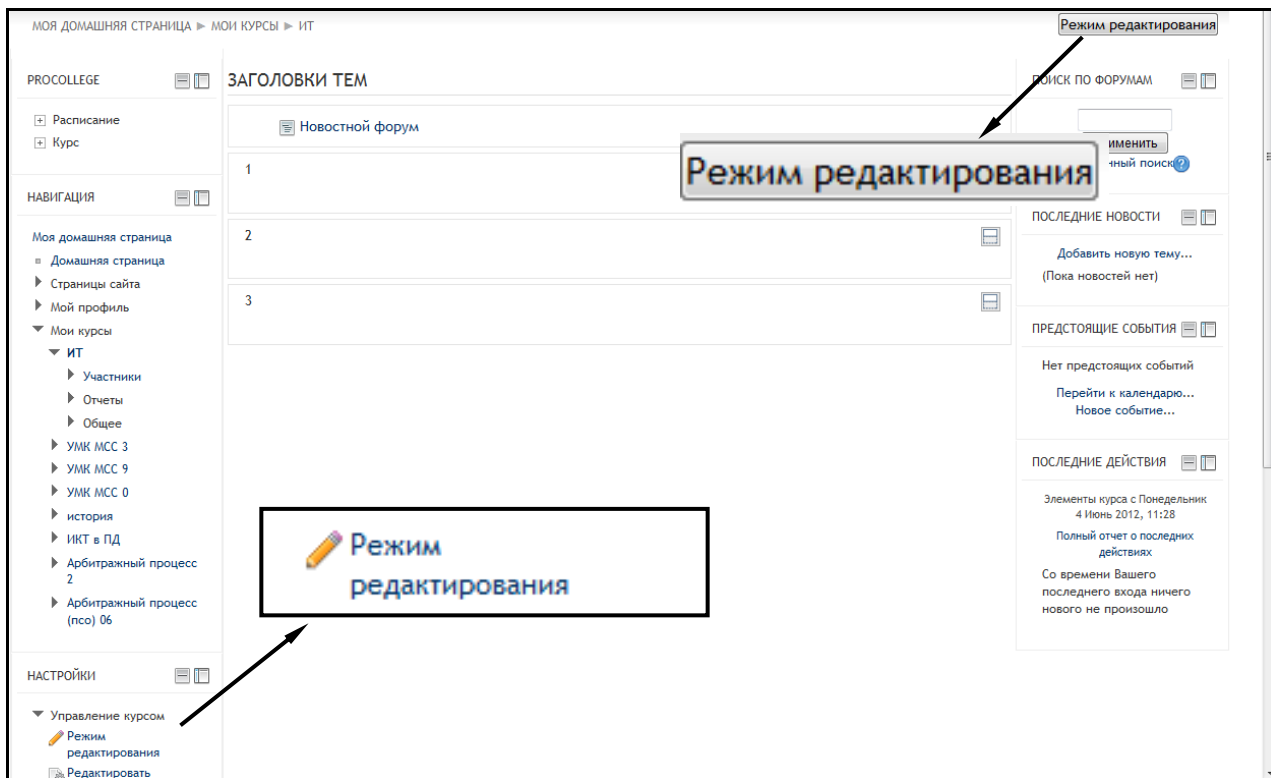 МОЯ ДОМАШНЯЯ СТРАНИЦА ► МОИ КУРСЫ ► ИТ
Режим редактирования
PROCOLLEGE
Расписание
Курс
НАВИГАЦИЯ
Моя домашняя страница
Домашняя страница
Страницы сайта
Мой профиль
Мои курсы
ИТ
Участники
Отчеты
Общее
УМК МСС 3
УМК МСС 9
УМК МСС 0
история
ИКТ в ПД
Арбитражный процесс
2
Арбитражный процесс
(псо) 06
НАСТРОЙКИ
Управление курсом
Режим
редактирования
Редактировать
ЗАГОЛОВКИ ТЕМ
Новостной форум
1
2
3
Режим редактирования
Режим
редактирования
ПОИСК ПО ФОРУМАМ
ПОСЛЕДНИЕ НОВОСТИ
Добавить новую тему...
(Пока новостей нет)
ПРЕДСТОЯЩИЕ СОБЫТИЯ
Нет предстоящих событий
Перейти к календарю...
Новое событие...
ПОСЛЕДНИЕ ДЕЙСТВИЯ
Элементы курса с Понедельник
4 Июнь 2012, 11:28
Полный отчет о последних
действиях
Со времени Вашего
последнего входа ничего
нового не произошло